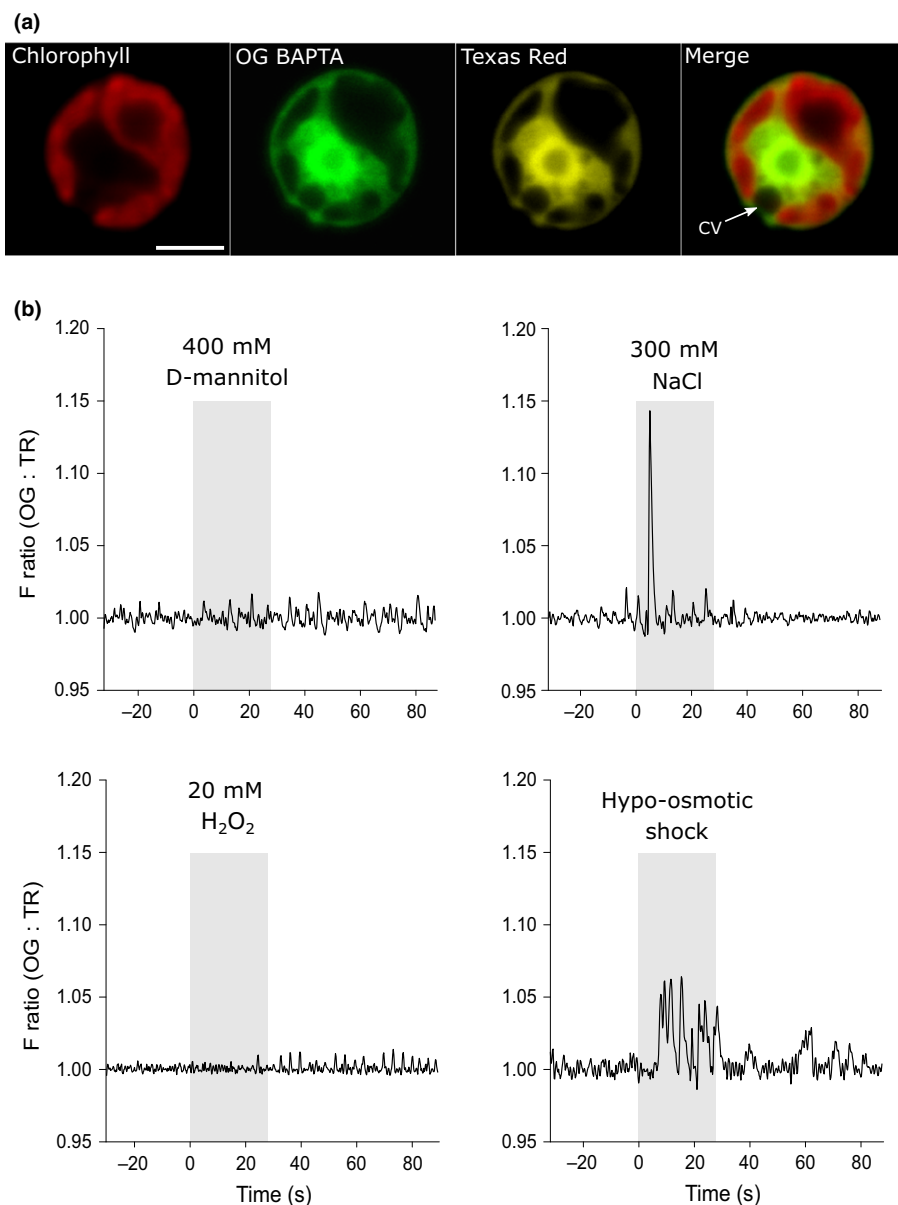 (a)
Chlorophyll
OG BAPTA
Texas Red
Merge
CV
(b)
1.20
1.15
1.10
1.05
1.00
0.95
F ratio (OG : TR)
400 mM
D-mannitol
–20 0 20 40 60 80
1.20
1.15
1.10
1.05
1.00
0.95
300 mM
NaCl
–20 0 20 40 60 80
1.20
1.15
1.10
1.05
1.00
0.95
F ratio (OG : TR)
20 mM
H₂O₂
–20 0 20 40 60 80
Time (s)
1.20
1.15
1.10
1.05
1.00
0.95
Hypo-osmotic
shock
–20 0 20 40 60 80
Time (s)